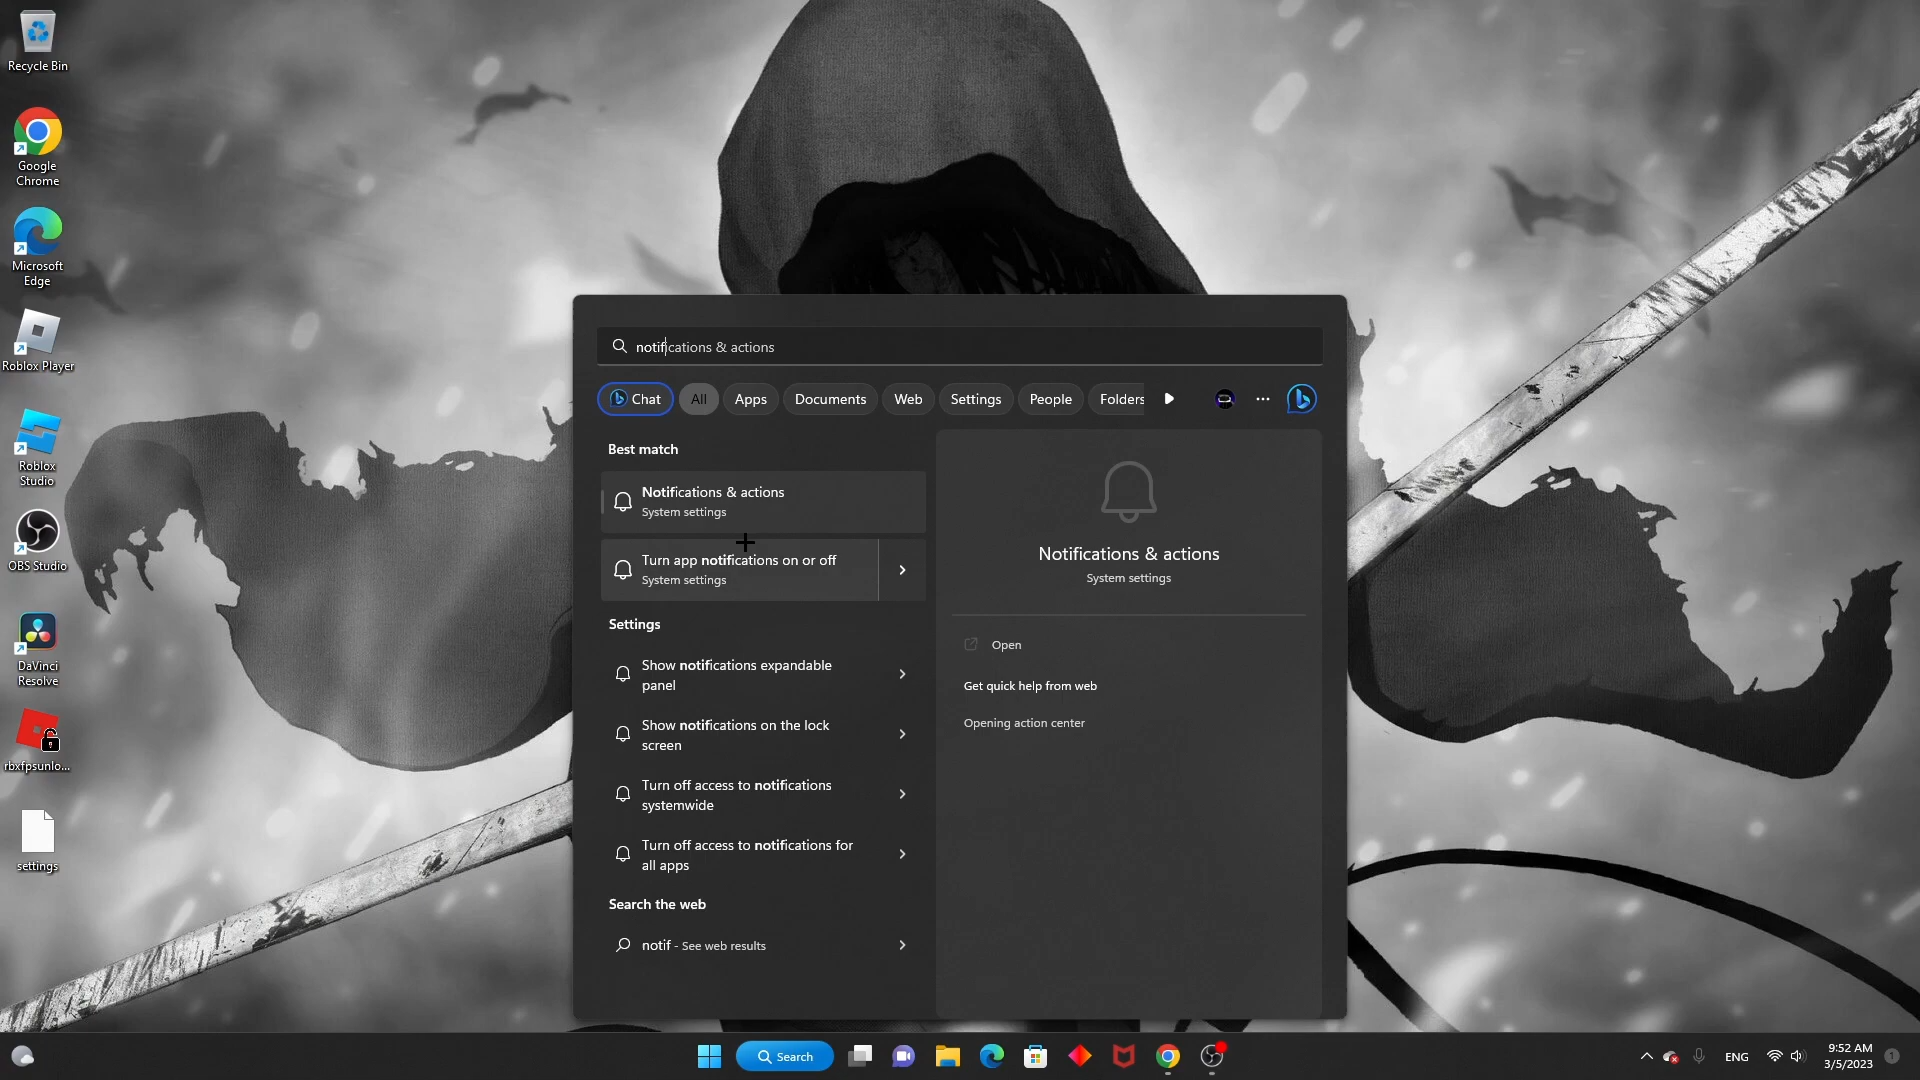 Recycle Bin
Google
Chrome
Microsoft
Edge
Roblox Player
Roblox
Studio
OBS Studio
DaVinci
Resolve
rbxfpsunlo...
settings
notifications & actions
Chat
All
Apps
Documents
Web
Settings
People
Folders
Best match
Notifications & actions
System settings
Turn app notifications on or off
System settings
Settings
Show notifications expandable
panel
Show notifications on the lock
screen
Turn off access to notifications
systemwide
Turn off access to notifications for
all apps
Search the web
notif - See web results
Notifications & actions
System settings
Open
Get quick help from web
Opening action center
Search
ENG
9:52 AM
3/5/2023
1